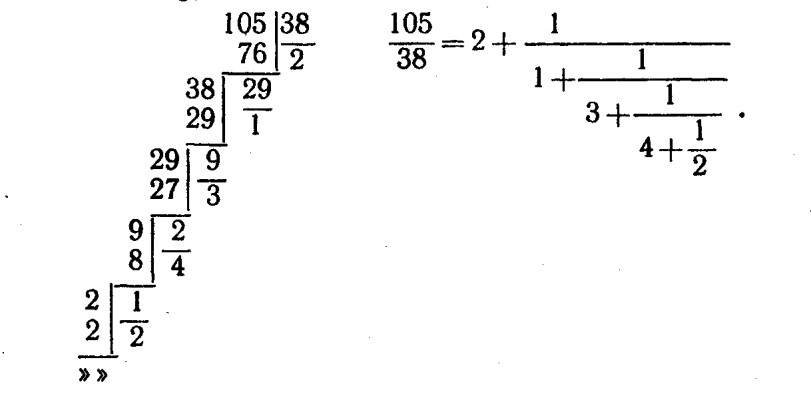 105 38
76 2
38 29
29 1
29 9
27 3
9 2
8 4
2 1
2 2
» »
105/38 = 2 + 1
1 + 1
3 + 1 .
4 + 1/2